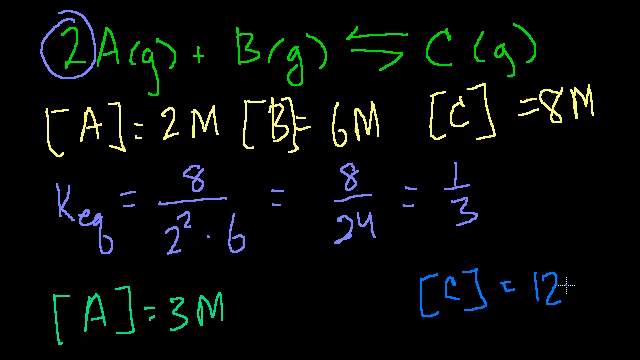 2A(g) + B(g) ⇌ C(g)
[A] = 2M [B] = 6M [C] = 8M
Keq = 8/(2² · 6) = 8/24 = 1/3
[A] = 3M [C] = 12